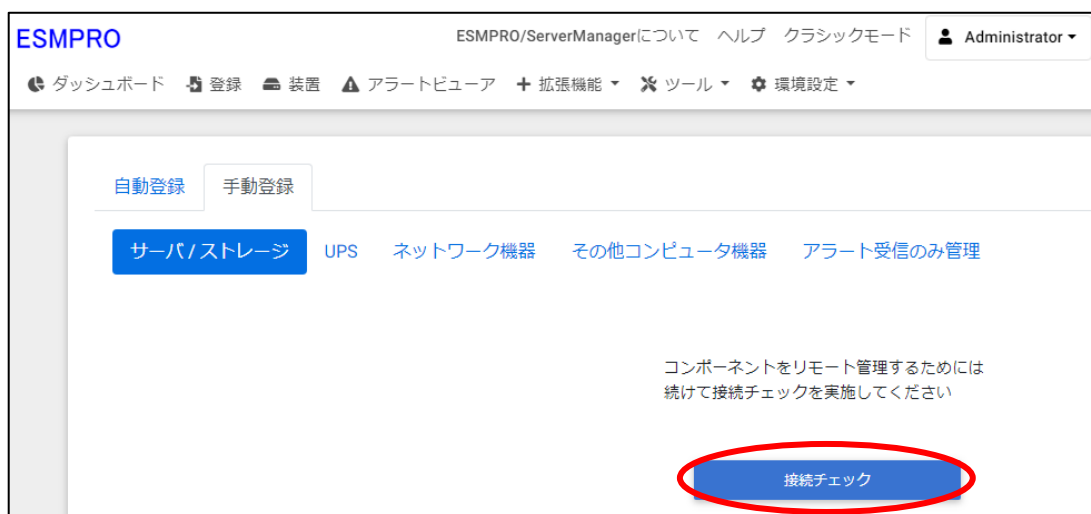 ESMPRO
ESMPRO/ServerManagerについて ヘルプ クラシックモード Administrator
ダッシュボード 登録 装置 アラートビューア 拡張機能 ツール 環境設定
自動登録 手動登録
サーバ/ストレージ UPS ネットワーク機器 その他コンピュータ機器 アラート受信のみ管理
コンポーネントをリモート管理するためには
続けて接続チェックを実施してください
接続チェック